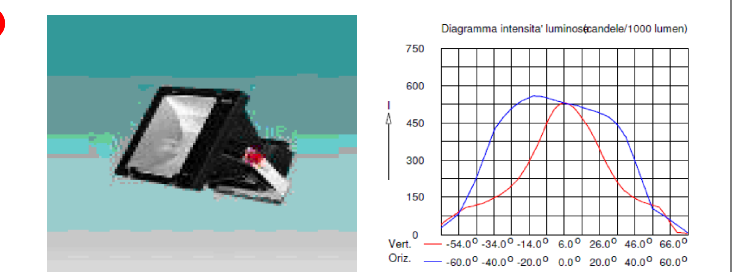 Diagramma intensita' luminose(candele/1000 lumen)
750
600
450
300
150
0
I
Vert. -54.0° -34.0° -14.0° 6.0° 26.0° 46.0° 66.0°
Oriz. -60.0° -40.0° -20.0° 0.0° 20.0° 40.0° 60.0°